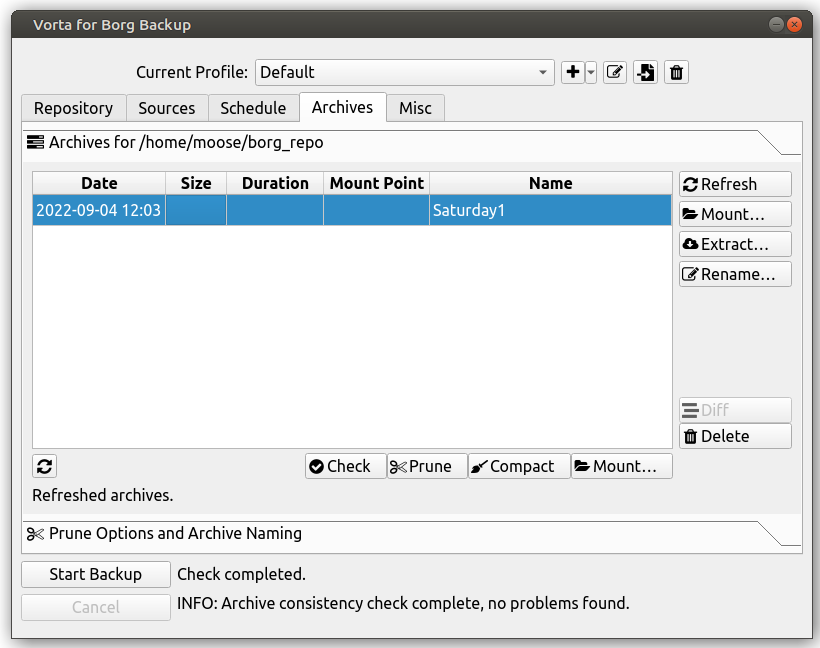 Vorta for Borg Backup
Current Profile: Default
Repository Sources Schedule Archives Misc
Archives for /home/moose/borg_repo
Date Size Duration Mount Point Name
2022-09-04 12:03 Saturday1
Refresh
Mount…
Extract…
Rename…
Diff
Delete
Check Prune Compact Mount…
Refreshed archives.
Prune Options and Archive Naming
Start Backup Check completed.
Cancel INFO: Archive consistency check complete, no problems found.